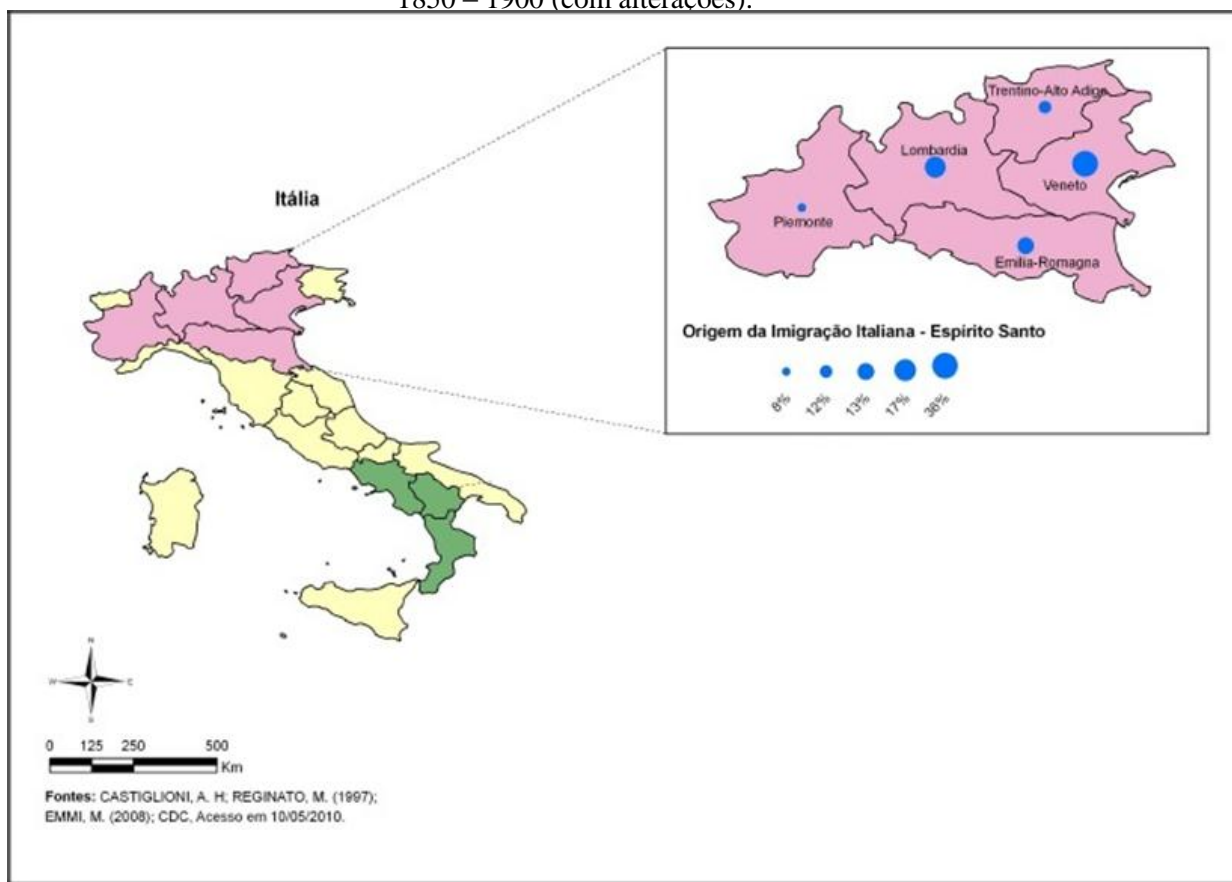 1850 – 1900 (com alterações).
Itália
Trentino-Alto Adige
Lombardia
Veneto
Piemonte
Emilia-Romagna
Origem da Imigração Italiana - Espírito Santo
8% 12% 13% 17% 36%
N
W E
S
0 125 250 500
Km
Fontes: CASTIGLIONI, A. H; REGINATO, M. (1997);
EMMI, M. (2008); CDC, Acesso em 10/05/2010.